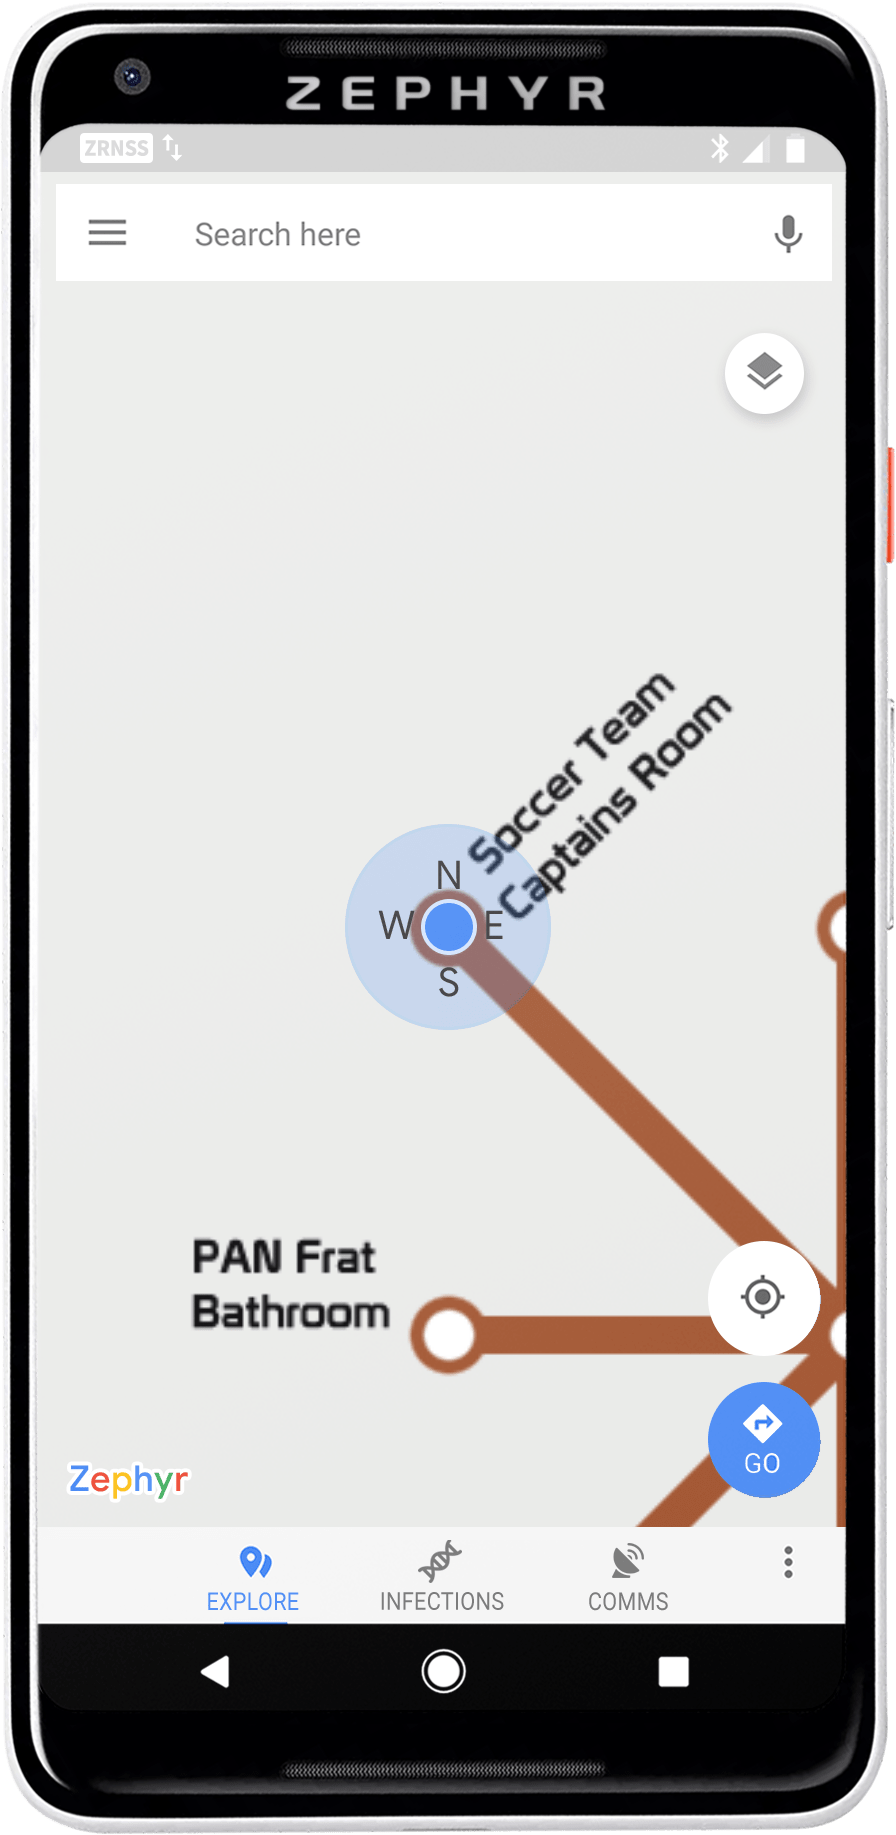 ZEPHYR
ZRNSS
Search here
Soccer Team
Captains Room
N
W
E
S
PAN Frat
Bathroom
GO
Zephyr
EXPLORE
INFECTIONS
COMMS